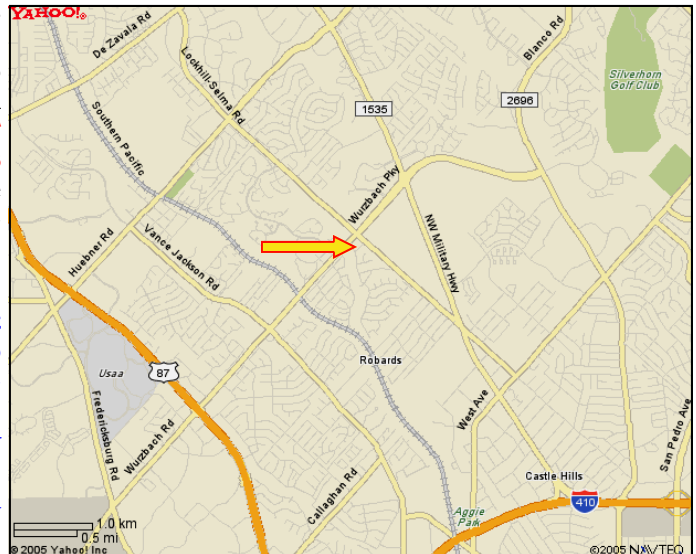 YAHOO!®
De Zavala Rd
Lockhill-Selma Rd
Blanco Rd
Silverhorn
Golf Club
1535
2696
Southern Pacific
Wurzbach Pky
NW Military Hwy
Huebner Rd
Vance Jackson Rd
Robards
Usaa
87
Fredericksburg Rd
Wurzbach Rd
West Ave
San Pedro Ave
Callaghan Rd
Castle Hills
410
Aggie
Park
1.0 km
0.5 mi
© 2005 Yahoo! Inc
©2005 NAVTEQ